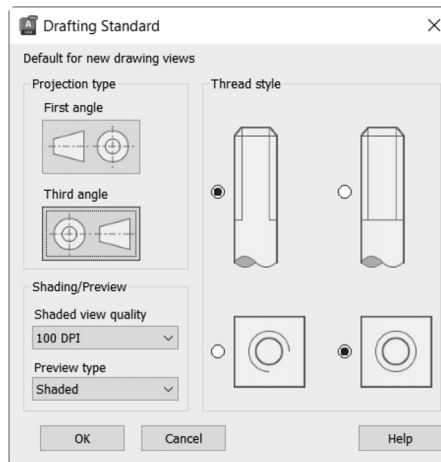 Drafting Standard
Default for new drawing views
Projection type
First angle
Third angle
Shading/Preview
Shaded view quality
100 DPI
Preview type
Shaded
Thread style
OK
Cancel
Help